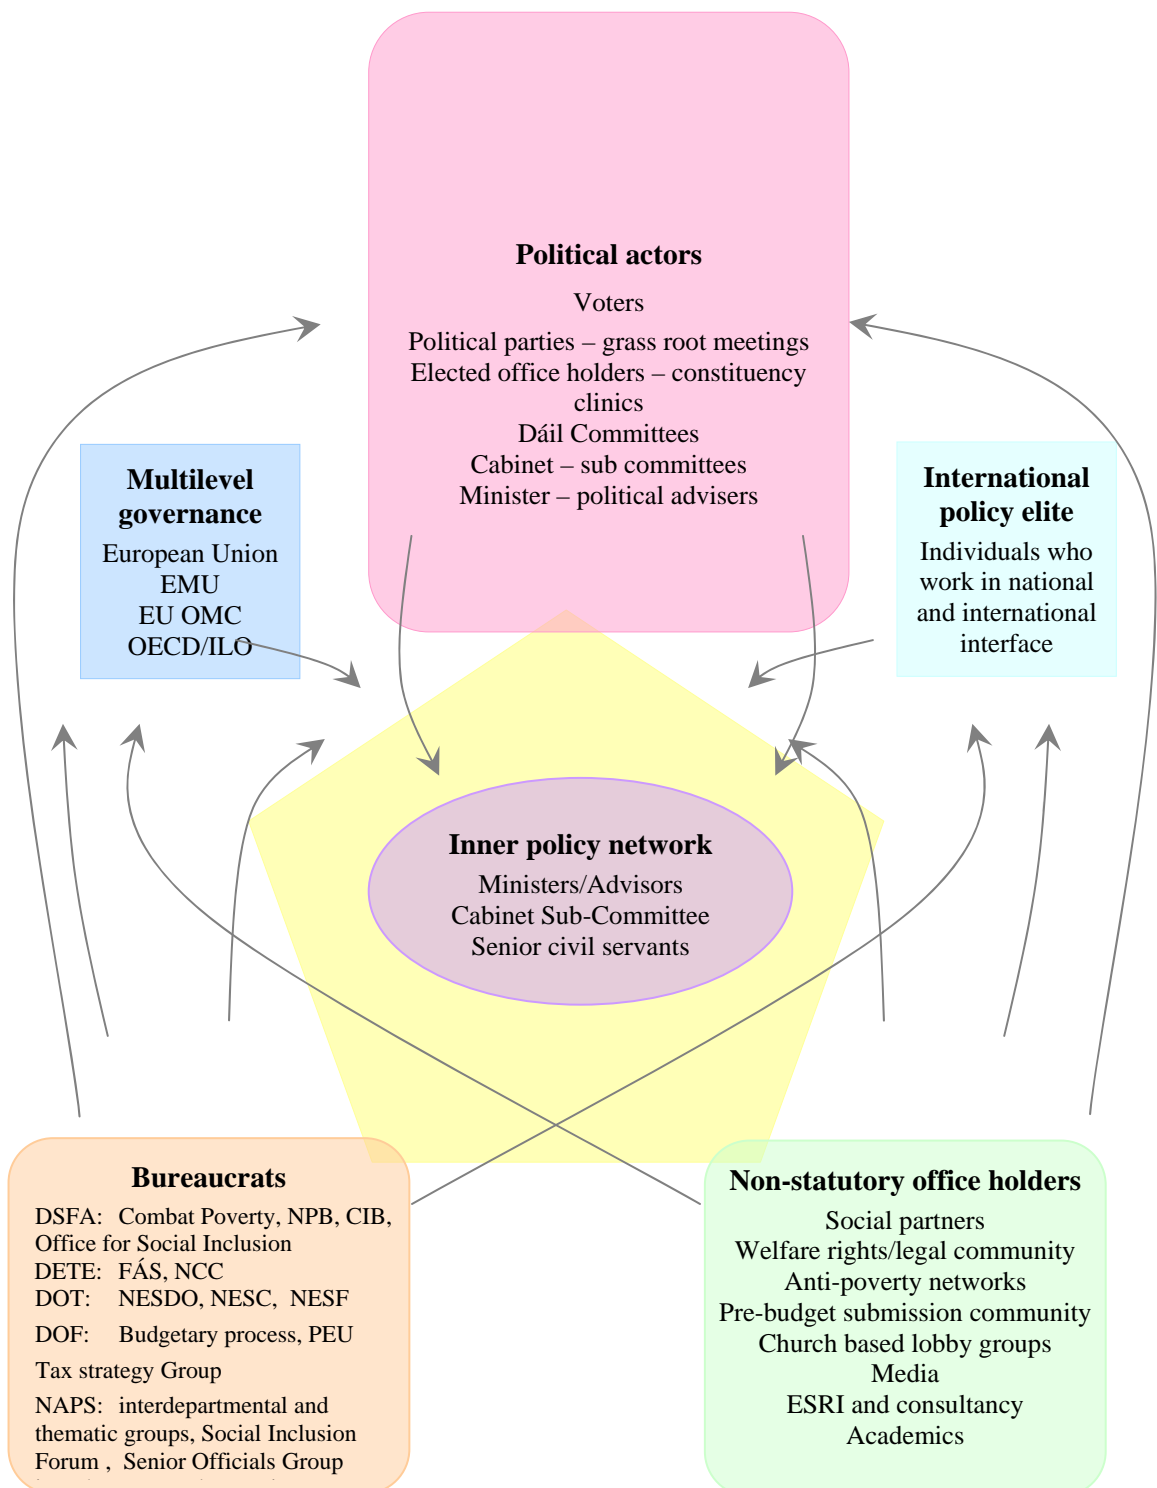 Political actors
Voters
Political parties – grass root meetings
Elected office holders – constituency
clinics
Dáil Committees
Cabinet – sub committees
Minister – political advisers
Multilevel
governance
European Union
EMU
EU OMC
OECD/ILO
International
policy elite
Individuals who
work in national
and international
interface
Inner policy network
Ministers/Advisors
Cabinet Sub-Committee
Senior civil servants
Bureaucrats
DSFA: Combat Poverty, NPB, CIB,
Office for Social Inclusion
DETE: FÁS, NCC
DOT: NESDO, NESC, NESF
DOF: Budgetary process, PEU
Tax strategy Group
NAPS: interdepartmental and
thematic groups, Social Inclusion
Forum , Senior Officials Group
Non-statutory office holders
Social partners
Welfare rights/legal community
Anti-poverty networks
Pre-budget submission community
Church based lobby groups
Media
ESRI and consultancy
Academics